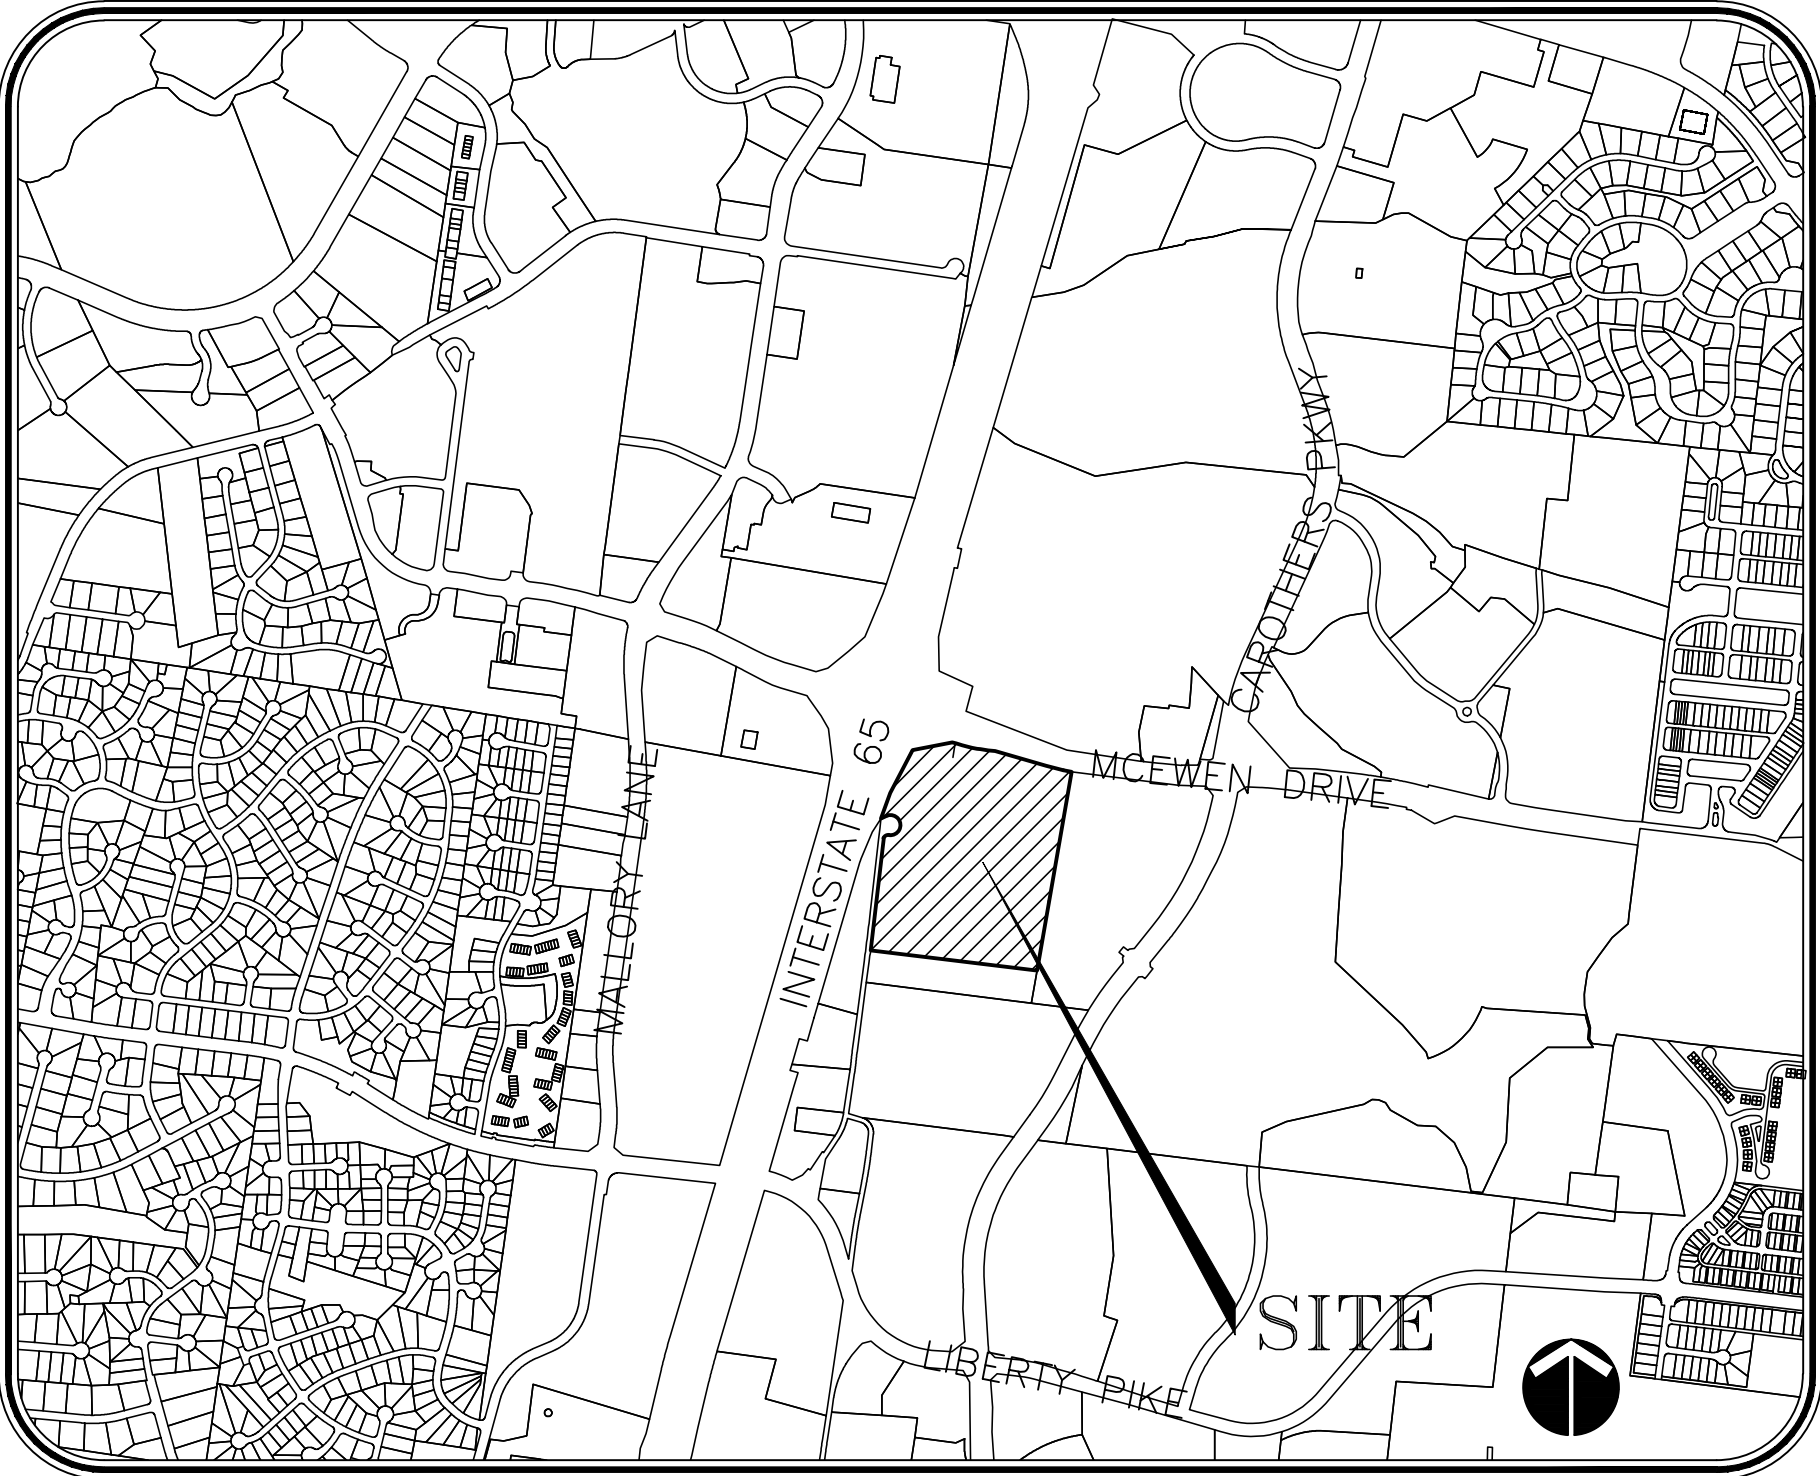 CAROTHERS PKWY
INTERSTATE 65
MCEWEN DRIVE
MALLORY LANE
SITE
LIBERTY PIKE